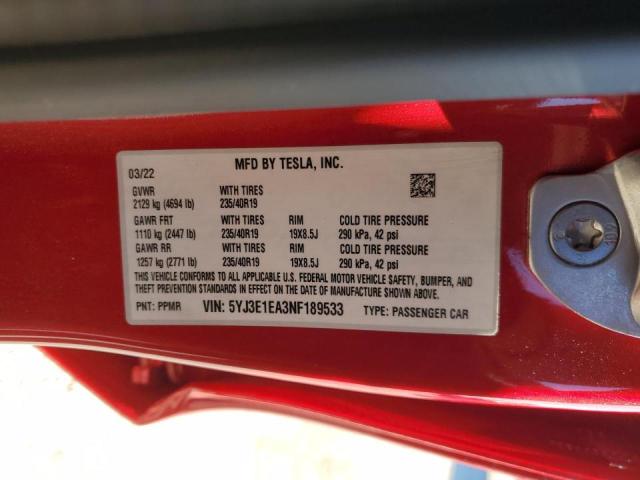 MFD BY TESLA, INC.
03/22
GVWR WITH TIRES
2129 kg (4694 lb) 235/40R19
GAWR FRT WITH TIRES RIM COLD TIRE PRESSURE
1110 kg (2447 lb) 235/40R19 19X8.5J 290 kPa, 42 psi
GAWR RR WITH TIRES RIM COLD TIRE PRESSURE
1257 kg (2771 lb) 235/40R19 19X8.5J 290 kPa, 42 psi
THIS VEHICLE CONFORMS TO ALL APPLICABLE U.S. FEDERAL MOTOR VEHICLE SAFETY, BUMPER, AND
THEFT PREVENTION STANDARDS IN EFFECT ON THE DATE OF MANUFACTURE SHOWN ABOVE.
PNT: PPMR VIN: 5YJ3E1EA3NF189533 TYPE: PASSENGER CAR